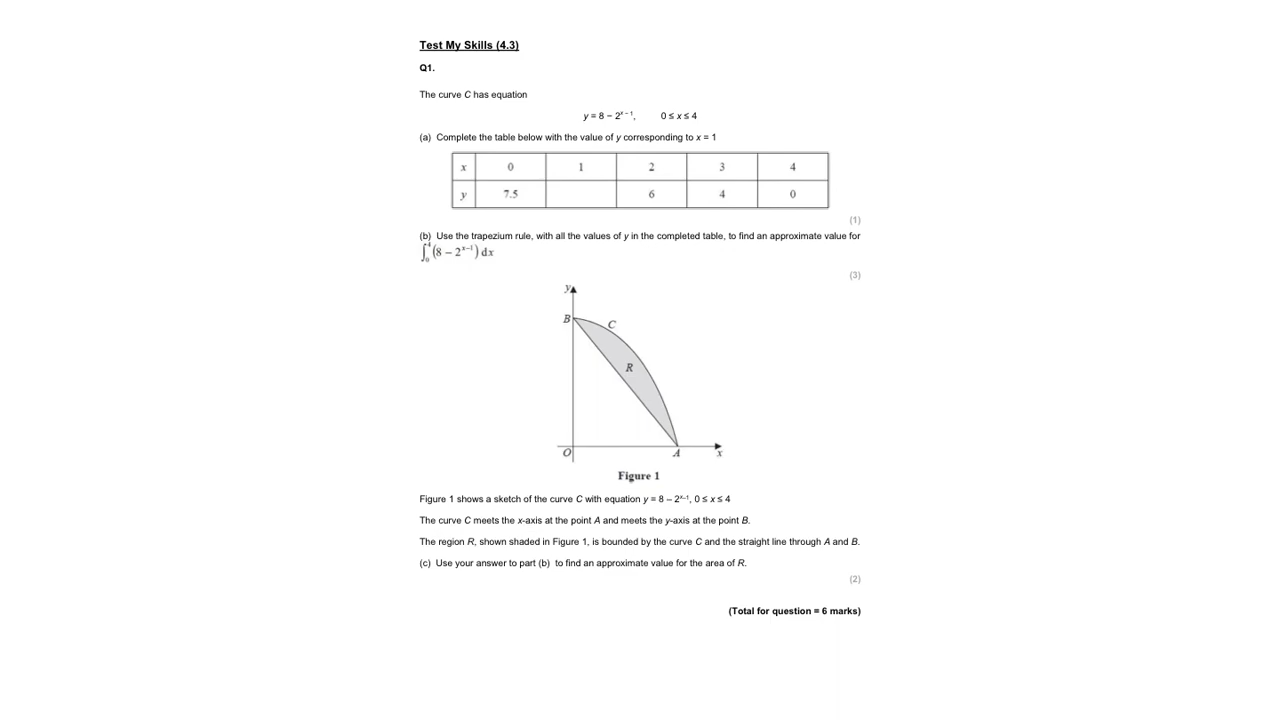 Test My Skills (4.3)
Q1.
The curve C has equation
y = 8 − 2ˣ⁻¹,    0 ≤ x ≤ 4
(a) Complete the table below with the value of y corresponding to x = 1
x 0 1 2 3 4
y 7.5 6 4 0
(1)
(b) Use the trapezium rule, with all the values of y in the completed table, to find an approximate value for
∫₀⁴ (8 − 2ˣ⁻¹) dx
(3)
y
B C
R
O A x
Figure 1
Figure 1 shows a sketch of the curve C with equation y = 8 − 2ˣ⁻¹, 0 ≤ x ≤ 4
The curve C meets the x-axis at the point A and meets the y-axis at the point B.
The region R, shown shaded in Figure 1, is bounded by the curve C and the straight line through A and B.
(c) Use your answer to part (b) to find an approximate value for the area of R.
(2)
(Total for question = 6 marks)